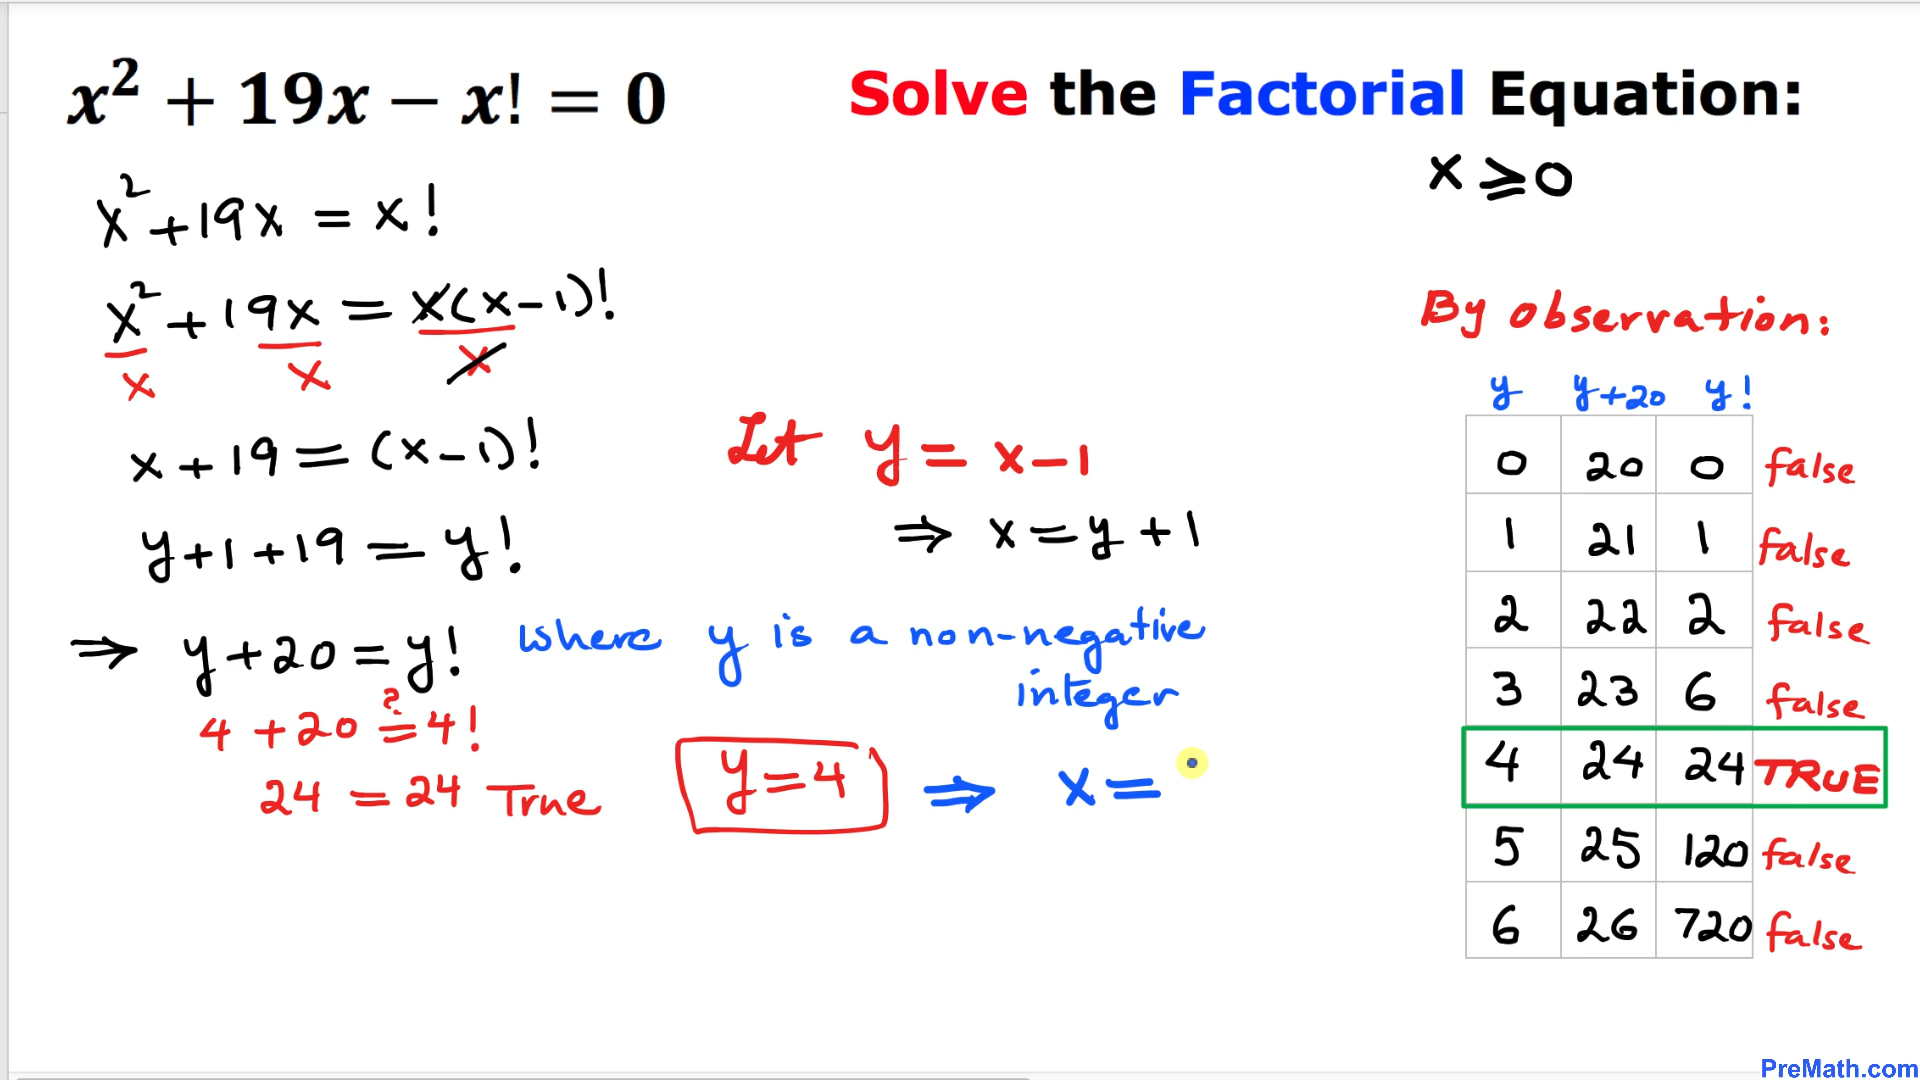 x² + 19x − x! = 0
Solve the Factorial Equation:
x ⩾ 0
x² + 19x = x!
x² + 19x = x(x−1)!
x x x
x + 19 = (x−1)!
Let y = x−1
y + 1 + 19 = y!
⇒ x = y + 1
⇒ y + 20 = y! where y is a non-negative
integer
4 + 20 ≟ 4!
24 = 24 True
y = 4 ⇒ x =
By observation:
y y+20 y!
0 20 0 false
1 21 1 false
2 22 2 false
3 23 6 false
4 24 24 TRUE
5 25 120 false
6 26 720 false
PreMath.com